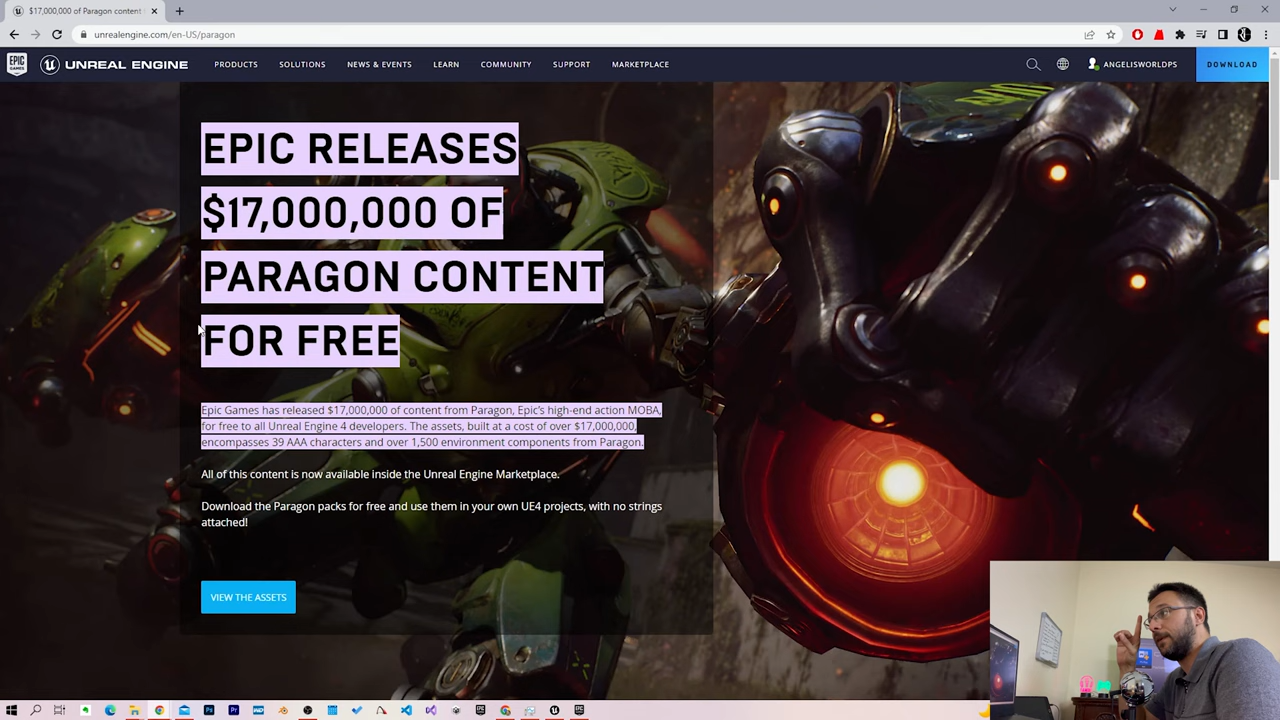 $17,000,000 of Paragon content
unrealengine.com/en-US/paragon
EPIC GAMES
UNREAL ENGINE
PRODUCTS
SOLUTIONS
NEWS & EVENTS
LEARN
COMMUNITY
SUPPORT
MARKETPLACE
ANGELISWORLDPS
DOWNLOAD
EPIC RELEASES
$17,000,000 OF
PARAGON CONTENT
FOR FREE
Epic Games has released $17,000,000 of content from Paragon, Epic's high-end action MOBA,
for free to all Unreal Engine 4 developers. The assets, built at a cost of over $17,000,000,
encompasses 39 AAA characters and over 1,500 environment components from Paragon.
All of this content is now available inside the Unreal Engine Marketplace.
Download the Paragon packs for free and use them in your own UE4 projects, with no strings
attached!
VIEW THE ASSETS